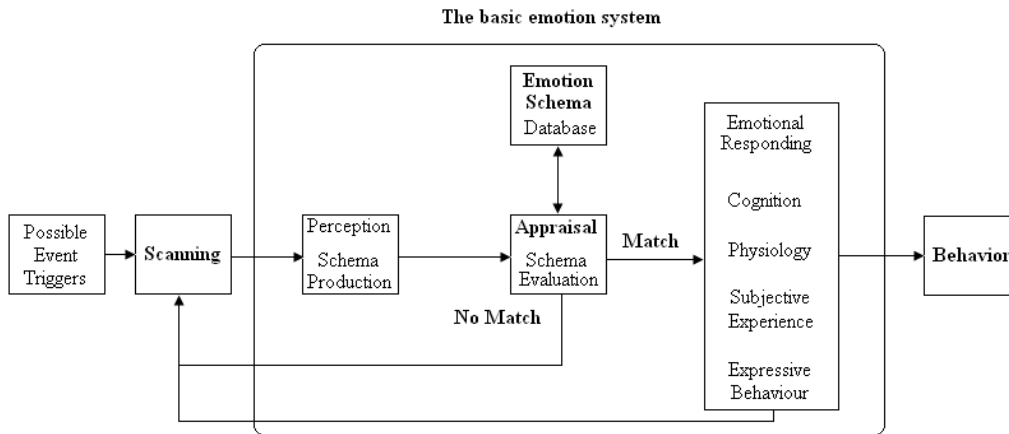 The basic emotion system
Emotion
Schema
Database
Possible
Event
Triggers
Scanning
Perception
Schema
Production
Appraisal
Schema
Evaluation
Match
No Match
Emotional
Responding
Cognition
Physiology
Subjective
Experience
Expressive
Behaviour
Behavior